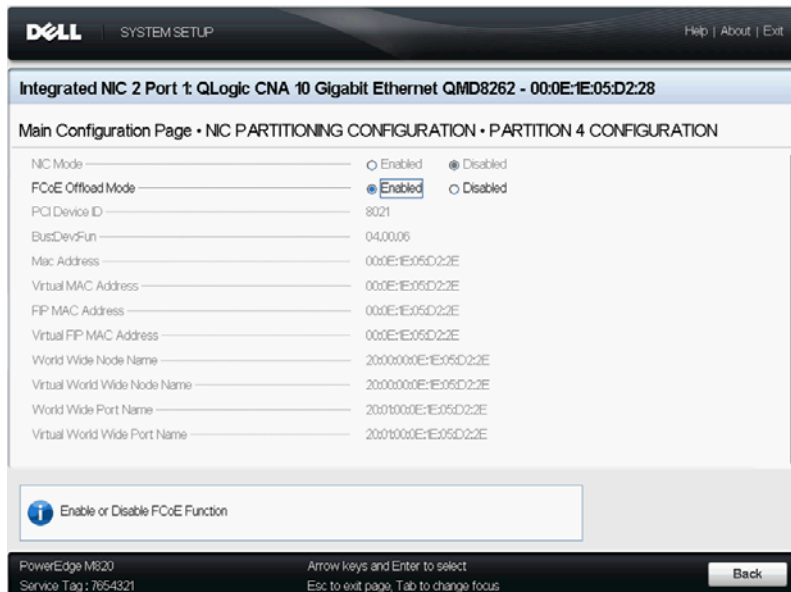 DELL SYSTEM SETUP Help | About | Exit
Integrated NIC 2 Port 1: QLogic CNA 10 Gigabit Ethernet QMD8262 - 00:0E:1E:05:D2:28
Main Configuration Page • NIC PARTITIONING CONFIGURATION • PARTITION 4 CONFIGURATION
NIC Mode Enabled Disabled
FCoE Offload Mode Enabled Disabled
PCI Device ID 8021
Bus:Dev:Fun 04,00,06
Mac Address 00:0E:1E:05:D2:2E
Virtual MAC Address 00:0E:1E:05:D2:2E
FIP MAC Address 00:0E:1E:05:D2:2E
Virtual FIP MAC Address 00:0E:1E:05:D2:2E
World Wide Node Name 20:00:00:0E:1E:05:D2:2E
Virtual World Wide Node Name 20:00:00:0E:1E:05:D2:2E
World Wide Port Name 20:01:00:0E:1E:05:D2:2E
Virtual World Wide Port Name 20:01:00:0E:1E:05:D2:2E
Enable or Disable FCoE Function
PowerEdge M820 Arrow keys and Enter to select
Service Tag : 7654321 Esc to exit page, Tab to change focus
Back